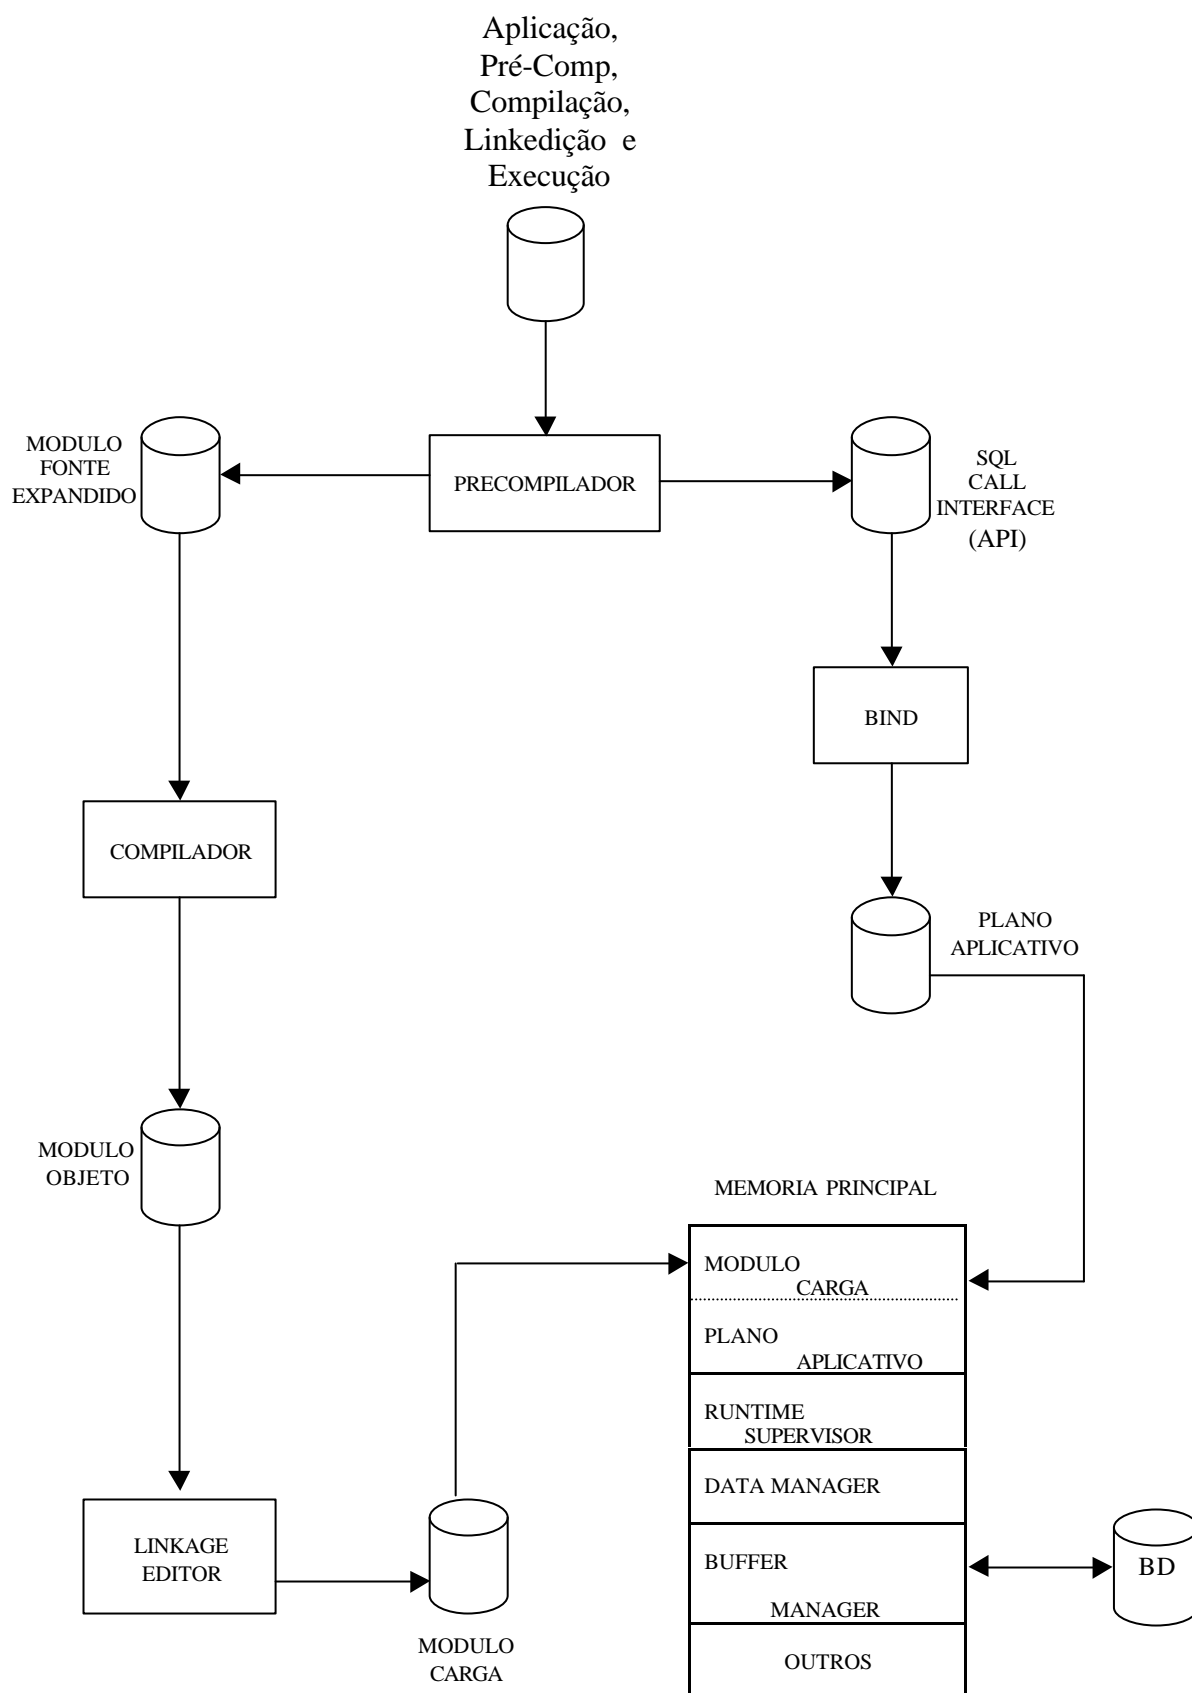 Aplicação,
Pré-Comp,
Compilação,
Linkedição e
Execução
MODULO
FONTE
EXPANDIDO
PRECOMPILADOR
SQL
CALL
INTERFACE
(API)
BIND
COMPILADOR
PLANO
APLICATIVO
MODULO
OBJETO
MEMORIA PRINCIPAL
MODULO
CARGA
PLANO
APLICATIVO
RUNTIME
SUPERVISOR
DATA MANAGER
BUFFER
MANAGER
OUTROS
BD
LINKAGE
EDITOR
MODULO
CARGA